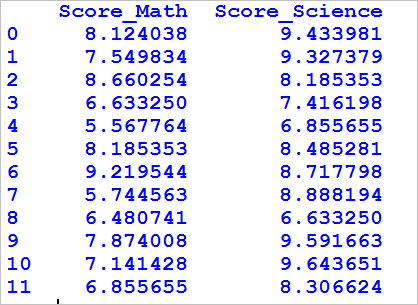 Score_Math Score_Science
0 8.124038 9.433981
1 7.549834 9.327379
2 8.660254 8.185353
3 6.633250 7.416198
4 5.567764 6.855655
5 8.185353 8.485281
6 9.219544 8.717798
7 5.744563 8.888194
8 6.480741 6.633250
9 7.874008 9.591663
10 7.141428 9.643651
11 6.855655 8.306624